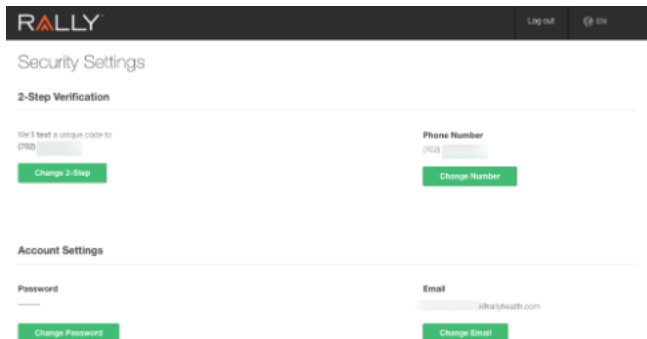 RALLY
Log out
EN
Security Settings
2-Step Verification
We'll text a unique code to
(702)
Change 2-Step
Phone Number
(702)
Change Number
Account Settings
Password
Change Password
Email
@rallyhealth.com
Change Email